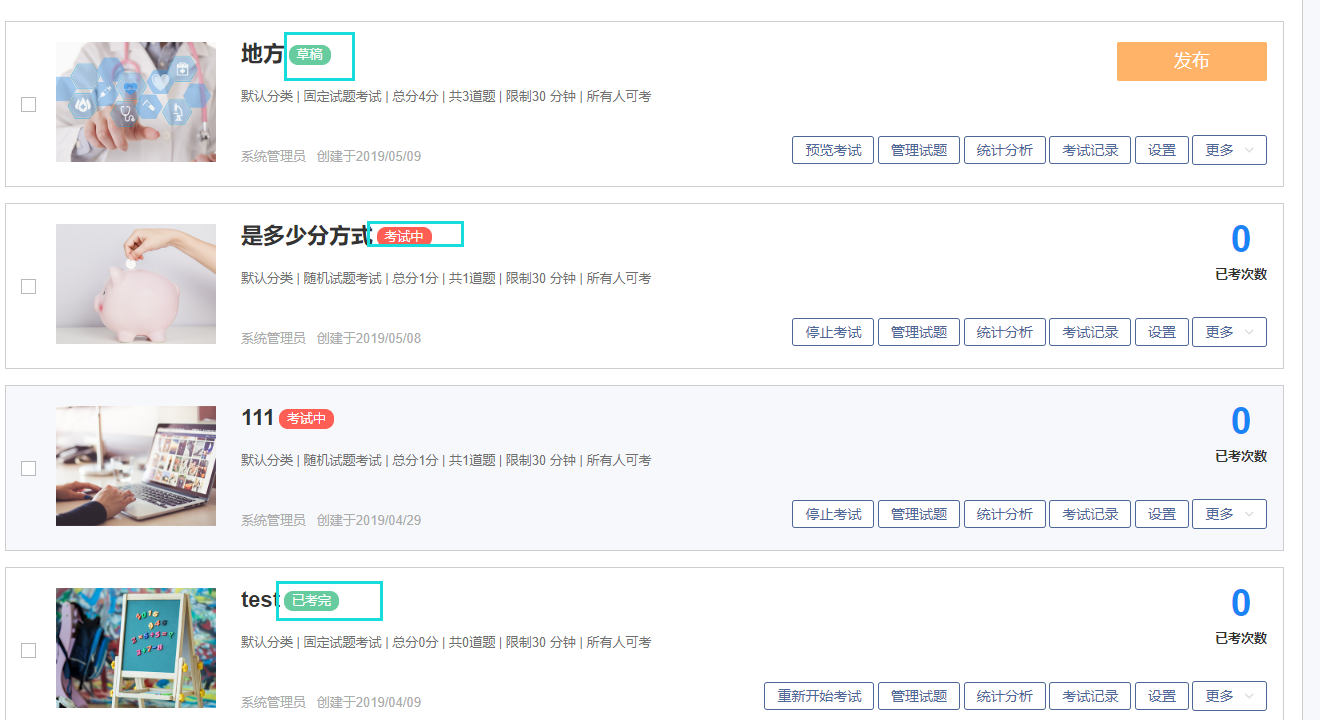 地方 草稿
发布
默认分类 | 固定试题考试 | 总分4分 | 共3道题 | 限制30 分钟 | 所有人可考
系统管理员 创建于2019/05/09
预览考试 管理试题 统计分析 考试记录 设置 更多
是多少分方式 考试中
0
默认分类 | 随机试题考试 | 总分1分 | 共1道题 | 限制30 分钟 | 所有人可考
已考次数
系统管理员 创建于2019/05/08
停止考试 管理试题 统计分析 考试记录 设置 更多
111 考试中
0
默认分类 | 随机试题考试 | 总分1分 | 共1道题 | 限制30 分钟 | 所有人可考
已考次数
系统管理员 创建于2019/04/29
停止考试 管理试题 统计分析 考试记录 设置 更多
test 已考完
0
默认分类 | 固定试题考试 | 总分0分 | 共0道题 | 限制30 分钟 | 所有人可考
已考次数
系统管理员 创建于2019/04/09
重新开始考试 管理试题 统计分析 考试记录 设置 更多